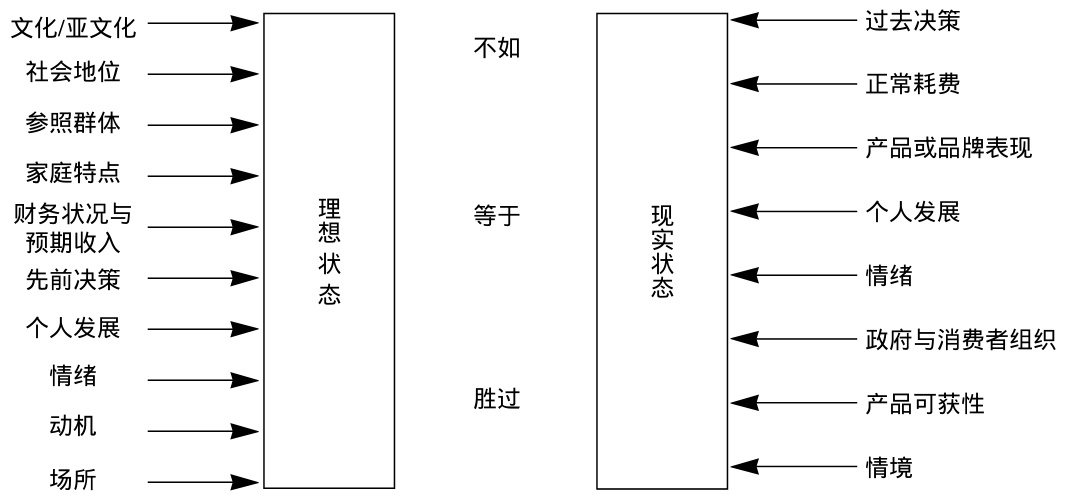 文化/亚文化
社会地位
参照群体
家庭特点
财务状况与
预期收入
先前决策
个人发展
情绪
动机
场所
理想状态
不如
等于
胜过
现实状态
过去决策
正常耗费
产品或品牌表现
个人发展
情绪
政府与消费者组织
产品可获性
情境